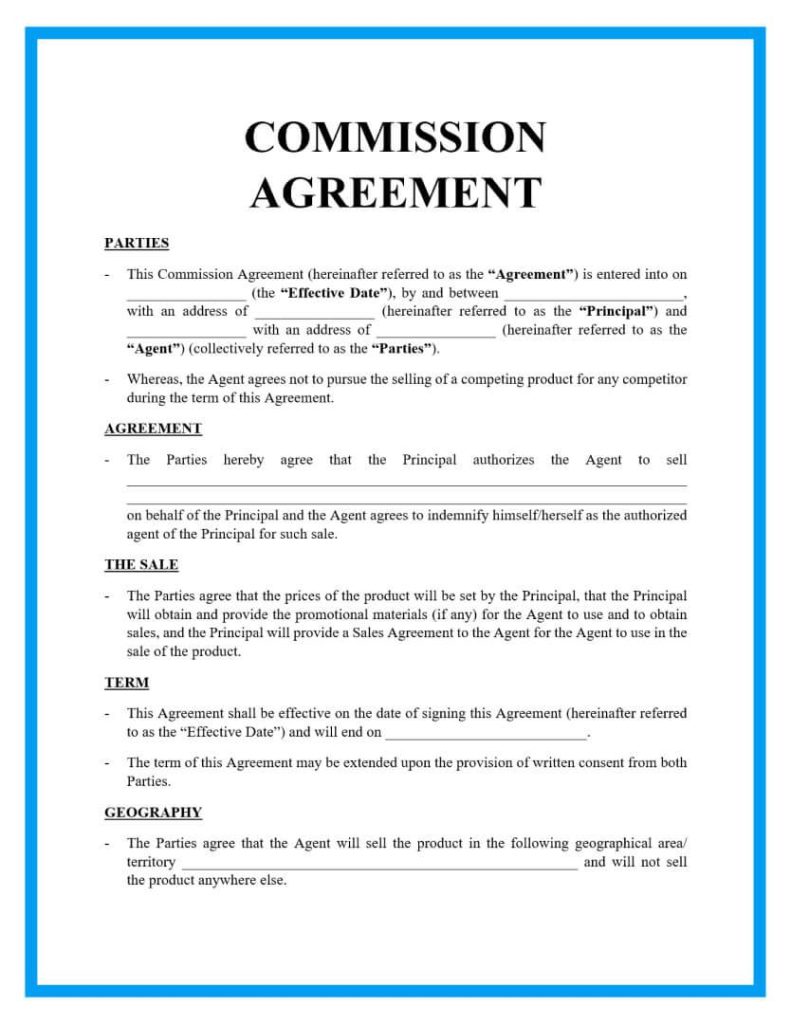 COMMISSION
AGREEMENT
PARTIES
- This Commission Agreement (hereinafter referred to as the “Agreement”) is entered into on
________________ (the “Effective Date”), by and between ________________________,
with an address of ________________ (hereinafter referred to as the “Principal”) and
________________ with an address of ________________ (hereinafter referred to as the
“Agent”) (collectively referred to as the “Parties”).
- Whereas, the Agent agrees not to pursue the selling of a competing product for any competitor
during the term of this Agreement.
AGREEMENT
- The Parties hereby agree that the Principal authorizes the Agent to sell
___________________________________________________________________________
___________________________________________________________________________
on behalf of the Principal and the Agent agrees to indemnify himself/herself as the authorized
agent of the Principal for such sale.
THE SALE
- The Parties agree that the prices of the product will be set by the Principal, that the Principal
will obtain and provide the promotional materials (if any) for the Agent to use and to obtain
sales, and the Principal will provide a Sales Agreement to the Agent for the Agent to use in the
sale of the product.
TERM
- This Agreement shall be effective on the date of signing this Agreement (hereinafter referred
to as the “Effective Date”) and will end on ___________________________.
- The term of this Agreement may be extended upon the provision of written consent from both
Parties.
GEOGRAPHY
- The Parties agree that the Agent will sell the product in the following geographical area/
territory _____________________________________________________ and will not sell
the product anywhere else.